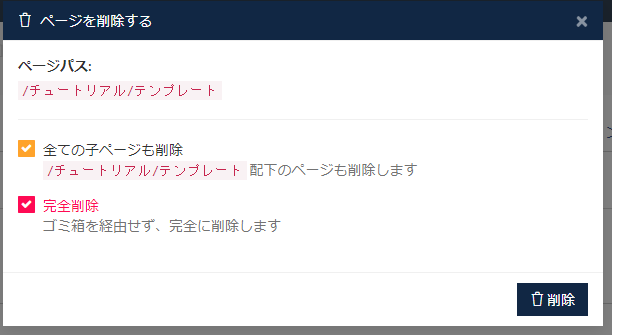 ページを削除する
ページパス:
/チュートリアル/テンプレート
全ての子ページも削除
/チュートリアル/テンプレート 配下のページも削除します
完全削除
ゴミ箱を経由せず、完全に削除します
削除